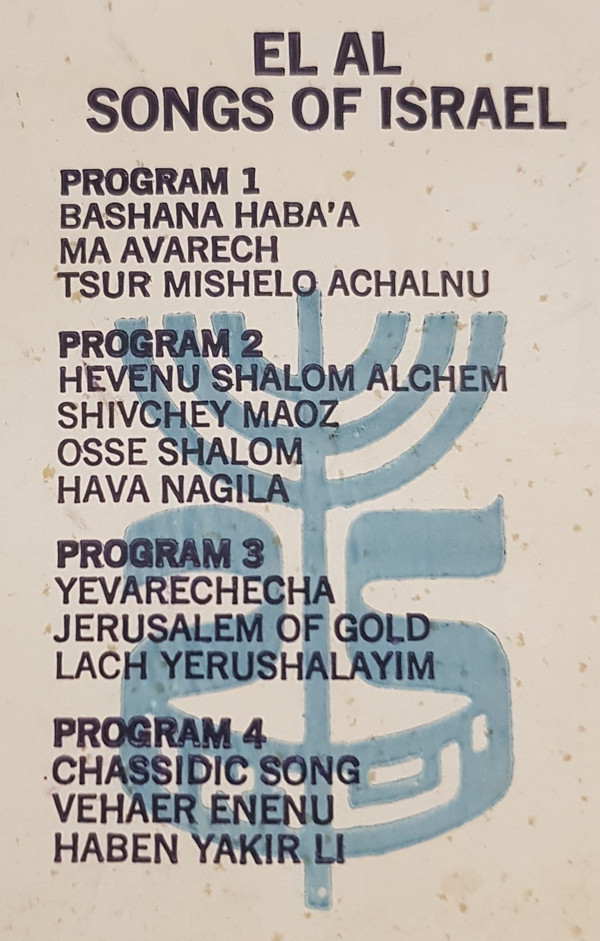 EL AL
SONGS OF ISRAEL
PROGRAM 1
BASHANA HABA'A
MA AVARECH
TSUR MISHELO ACHALNU
PROGRAM 2
HEVENU SHALOM ALCHEM
SHIVCHEY MAOZ
OSSE SHALOM
HAVA NAGILA
PROGRAM 3
YEVARECHECHA
JERUSALEM OF GOLD
LACH YERUSHALAYIM
PROGRAM 4
CHASSIDIC SONG
VEHAER ENENU
HABEN YAKIR LI